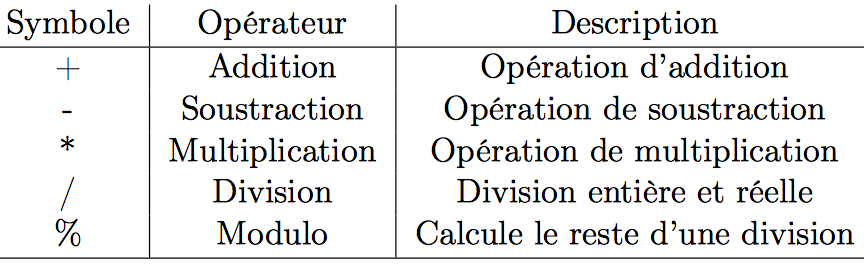 Symbole Opérateur Description
+ Addition Opération d'addition
- Soustraction Opération de soustraction
* Multiplication Opération de multiplication
/ Division Division entière et réelle
% Modulo Calcule le reste d'une division